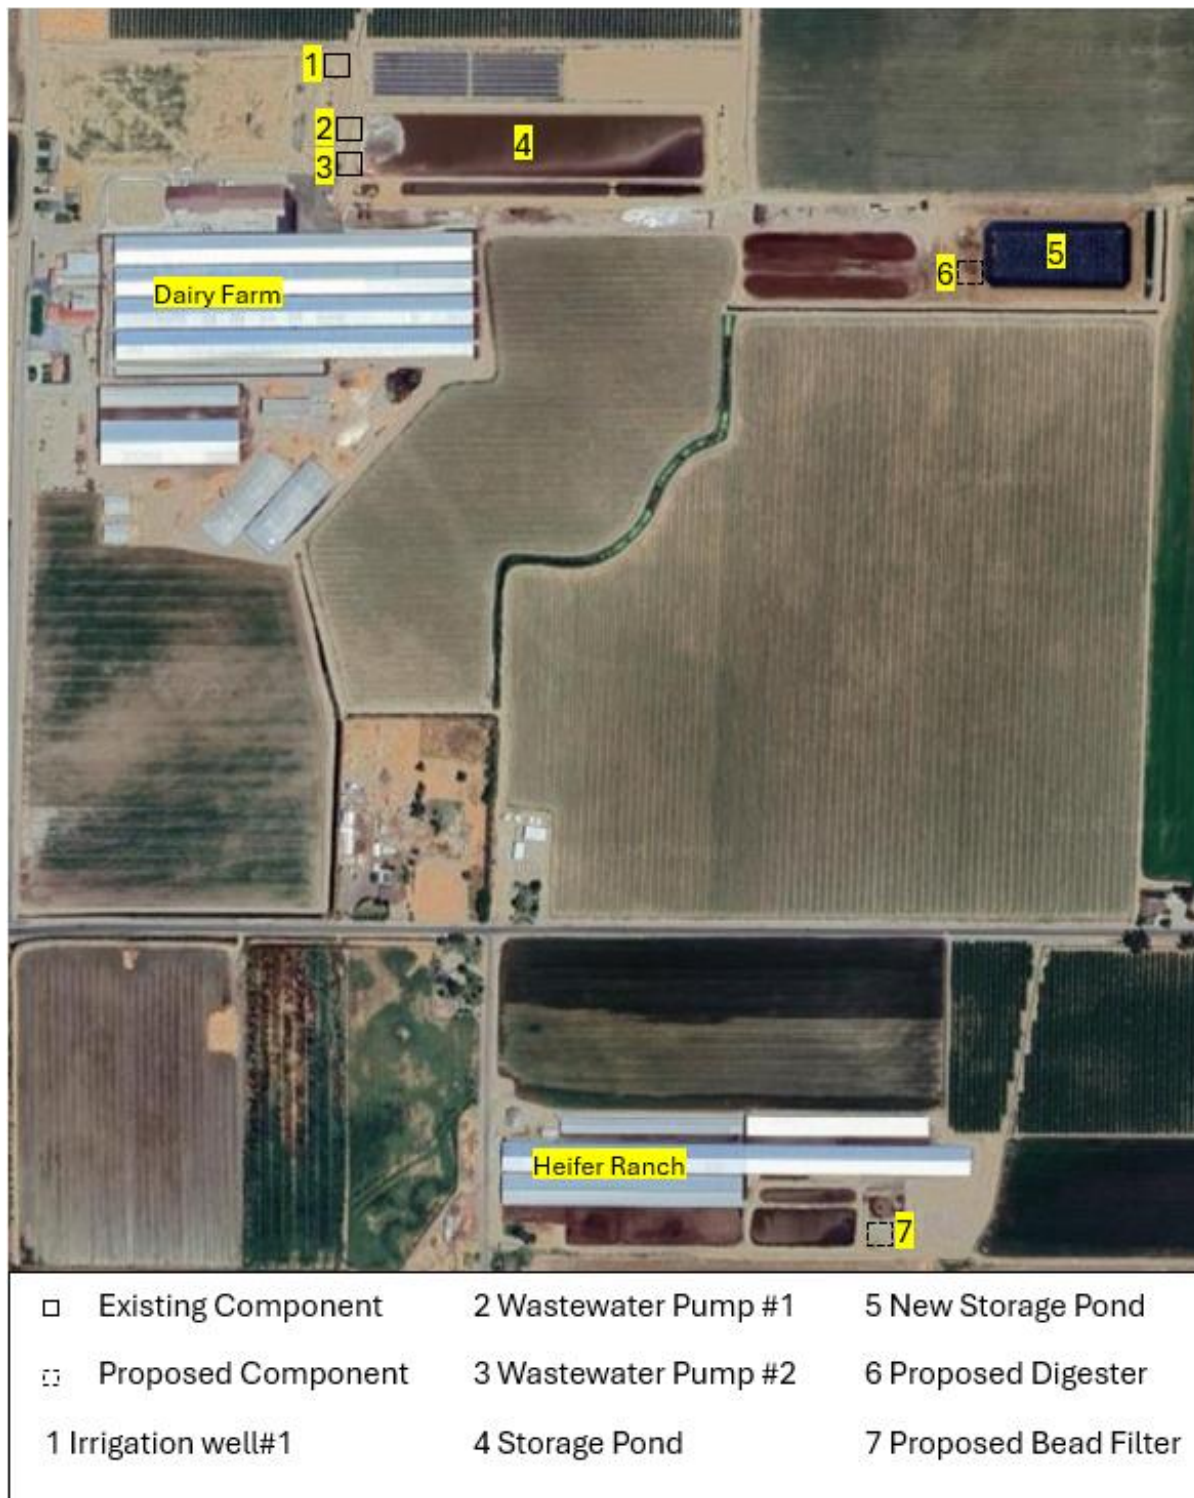 1
2
4
3
5
6
Dairy Farm
Heifer Ranch
7
Existing Component
2 Wastewater Pump #1
5 New Storage Pond
Proposed Component
3 Wastewater Pump #2
6 Proposed Digester
1 Irrigation well#1
4 Storage Pond
7 Proposed Bead Filter